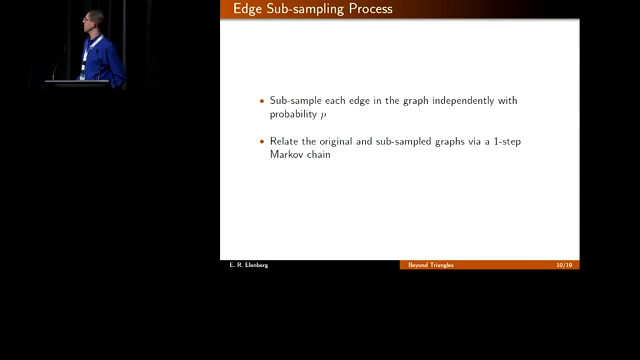 Edge Sub-sampling Process
• Sub-sample each edge in the graph independently with
probability p
• Relate the original and sub-sampled graphs via a 1-step
Markov chain
E. R. Elenberg
Beyond Triangles
10/19